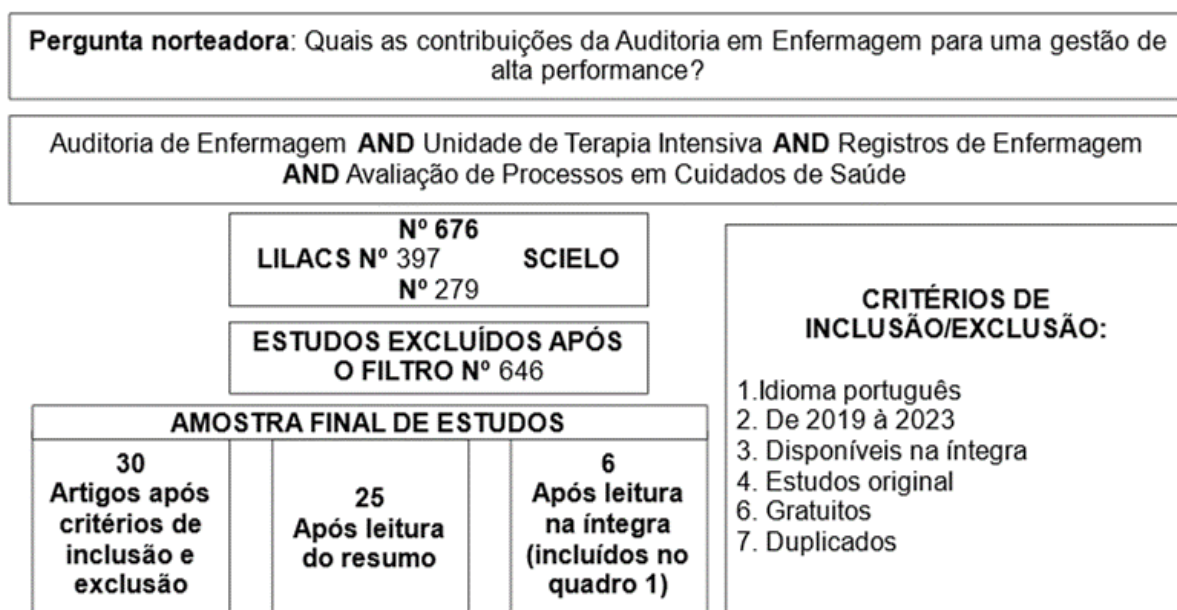 Pergunta norteadora: Quais as contribuições da Auditoria em Enfermagem para uma gestão de
alta performance?
Auditoria de Enfermagem AND Unidade de Terapia Intensiva AND Registros de Enfermagem
AND Avaliação de Processos em Cuidados de Saúde
Nº 676
LILACS Nº 397 SCIELO
Nº 279
ESTUDOS EXCLUÍDOS APÓS
O FILTRO Nº 646
AMOSTRA FINAL DE ESTUDOS
30
Artigos após
critérios de
inclusão e
exclusão
25
Após leitura
do resumo
6
Após leitura
na íntegra
(incluídos no
quadro 1)
CRITÉRIOS DE
INCLUSÃO/EXCLUSÃO:
1.Idioma português
2. De 2019 à 2023
3. Disponíveis na íntegra
4. Estudos original
6. Gratuitos
7. Duplicados